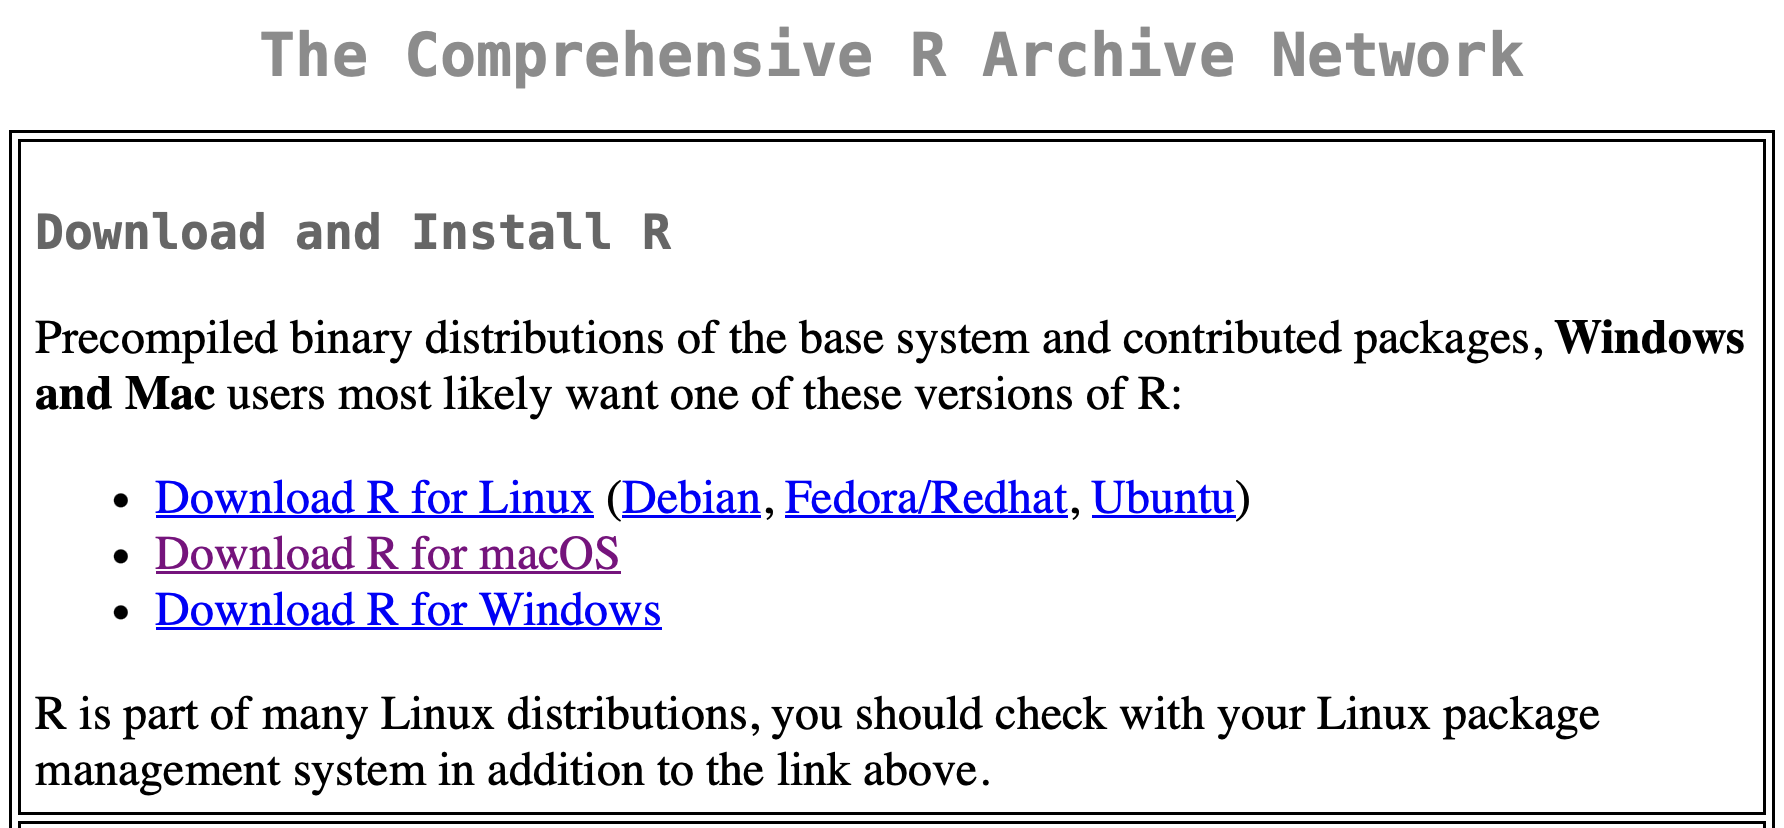 The Comprehensive R Archive Network
Download and Install R
Precompiled binary distributions of the base system and contributed packages, Windows
and Mac users most likely want one of these versions of R:
• Download R for Linux (Debian, Fedora/Redhat, Ubuntu)
• Download R for macOS
• Download R for Windows
R is part of many Linux distributions, you should check with your Linux package
management system in addition to the link above.